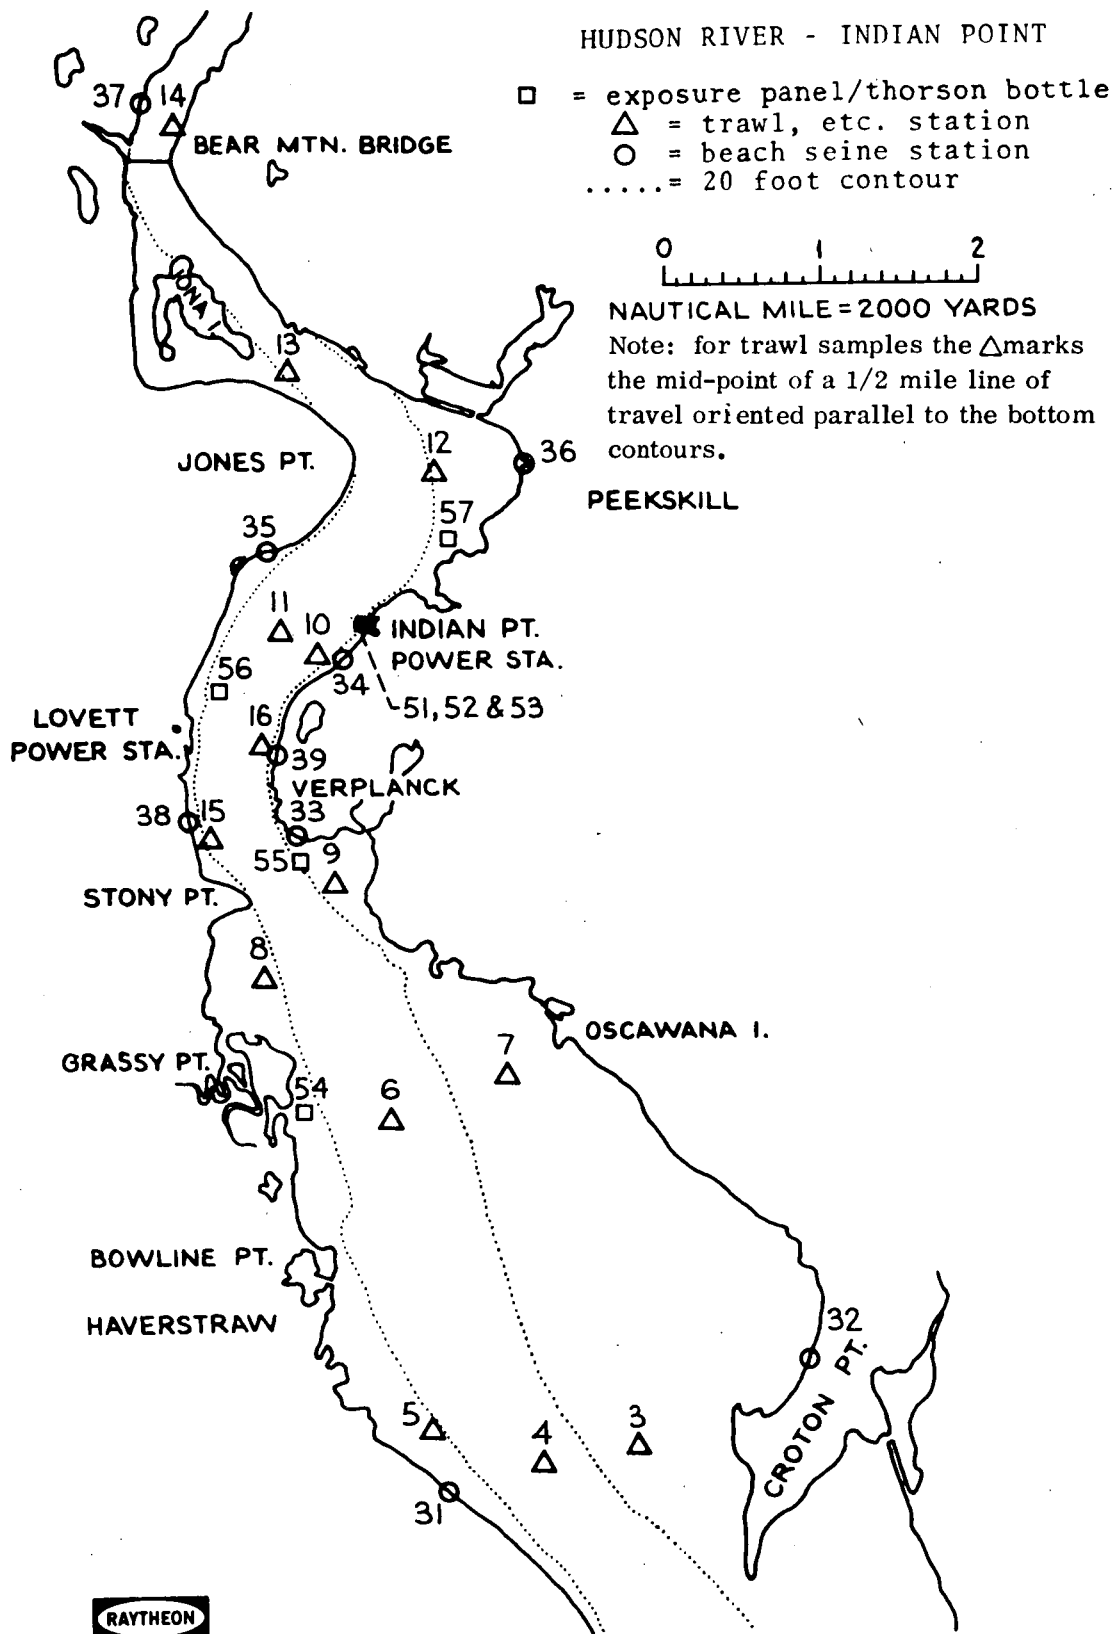 HUDSON RIVER - INDIAN POINT
□ = exposure panel/thorson bottle
△ = trawl, etc. station
○ = beach seine station
.....= 20 foot contour
0 1 2
NAUTICAL MILE = 2000 YARDS
Note: for trawl samples the △ marks
the mid-point of a 1/2 mile line of
travel oriented parallel to the bottom
contours.
37 14
BEAR MTN. BRIDGE
IONA I.
13
12
36
JONES PT.
PEEKSKILL
57
35
11
10
INDIAN PT.
POWER STA.
34
56
51, 52 & 53
LOVETT
POWER STA.
16
39
VERPLANCK
38 15
33
55 9
STONY PT.
8
OSCAWANA I.
7
GRASSY PT.
54 6
BOWLINE PT.
HAVERSTRAW
32
CROTON PT.
5
4
3
31
RAYTHEON